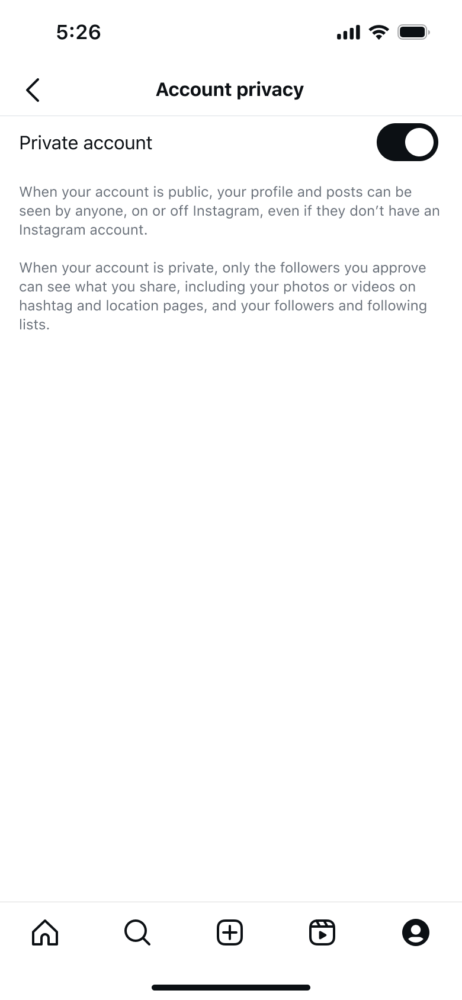 5:26
Account privacy
Private account
When your account is public, your profile and posts can be
seen by anyone, on or off Instagram, even if they don’t have an
Instagram account.
When your account is private, only the followers you approve
can see what you share, including your photos or videos on
hashtag and location pages, and your followers and following
lists.